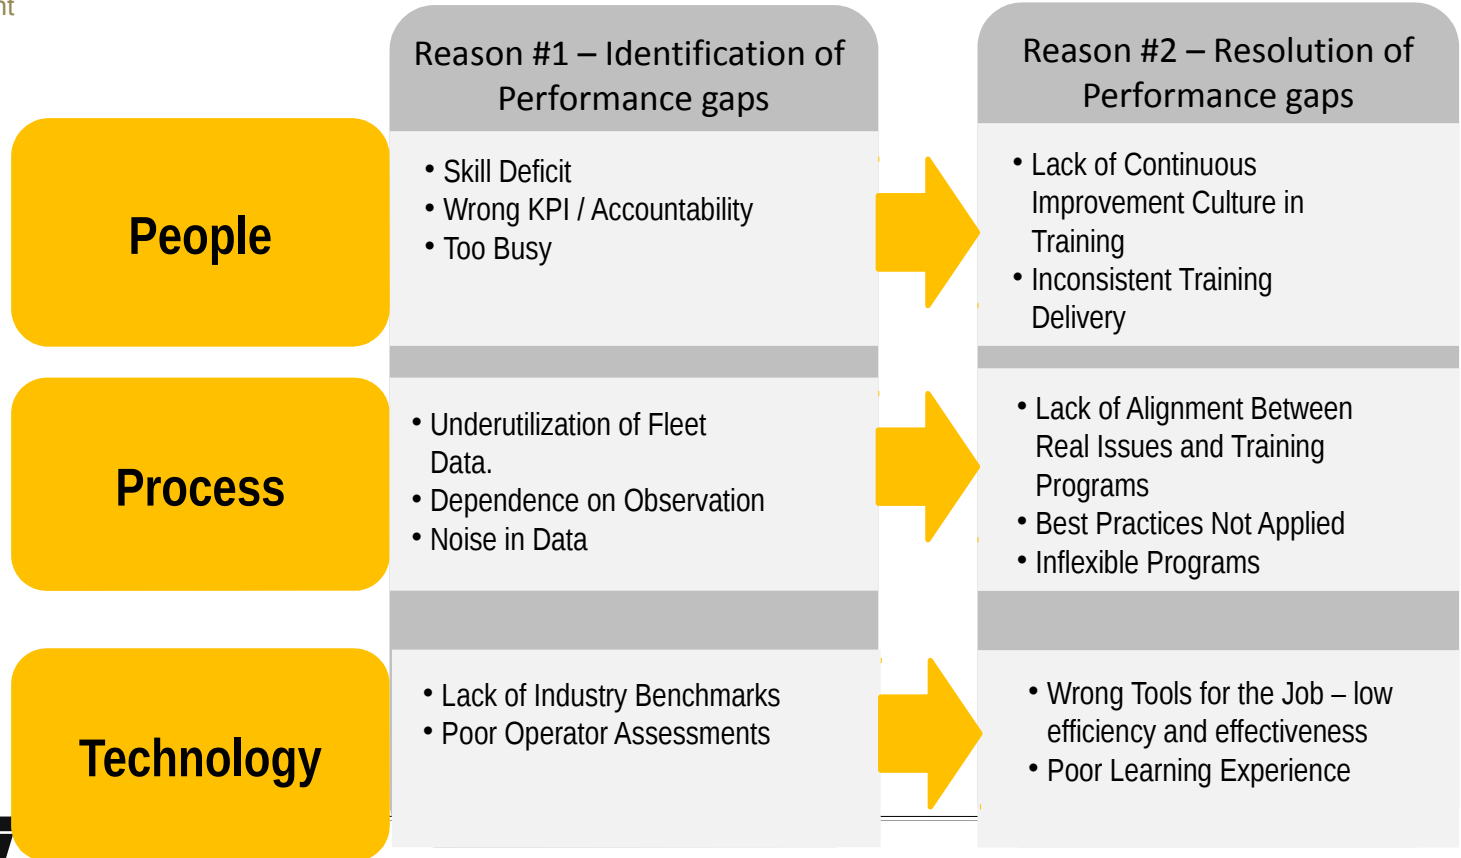 Reason #1 – Identification of
Performance gaps
Reason #2 – Resolution of
Performance gaps
People
• Skill Deficit
• Wrong KPI / Accountability
• Too Busy
• Lack of Continuous
Improvement Culture in
Training
• Inconsistent Training
Delivery
Process
• Underutilization of Fleet
Data.
• Dependence on Observation
• Noise in Data
• Lack of Alignment Between
Real Issues and Training
Programs
• Best Practices Not Applied
• Inflexible Programs
Technology
• Lack of Industry Benchmarks
• Poor Operator Assessments
• Wrong Tools for the Job – low
efficiency and effectiveness
• Poor Learning Experience